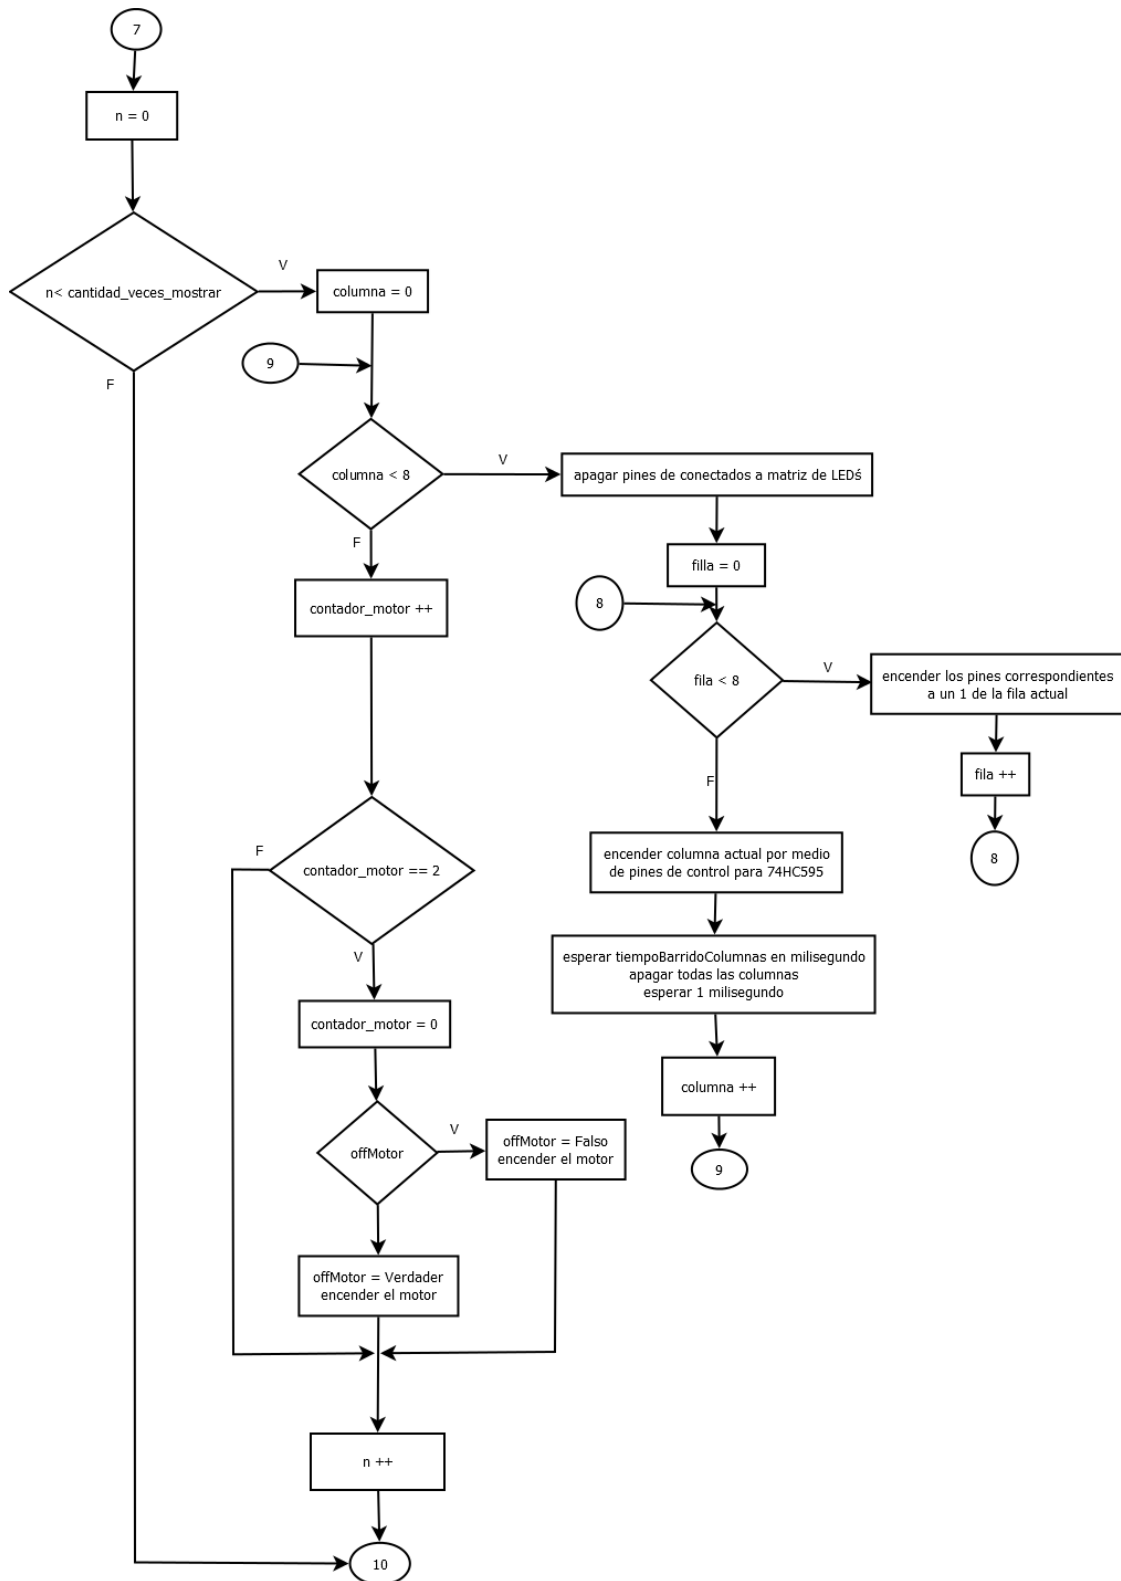 7
n = 0
n< cantidad_veces_mostrar
V
F
columna = 0
9
columna < 8
V
F
apagar pines de conectados a matriz de LEDś
filla = 0
8
fila < 8
V
F
encender los pines correspondientes
a un 1 de la fila actual
fila ++
8
encender columna actual por medio
de pines de control para 74HC595
esperar tiempoBarridoColumnas en milisegundo
apagar todas las columnas
esperar 1 milisegundo
columna ++
9
contador_motor ++
contador_motor == 2
F
V
contador_motor = 0
offMotor
V
offMotor = Falso
encender el motor
offMotor = Verdader
encender el motor
n ++
10